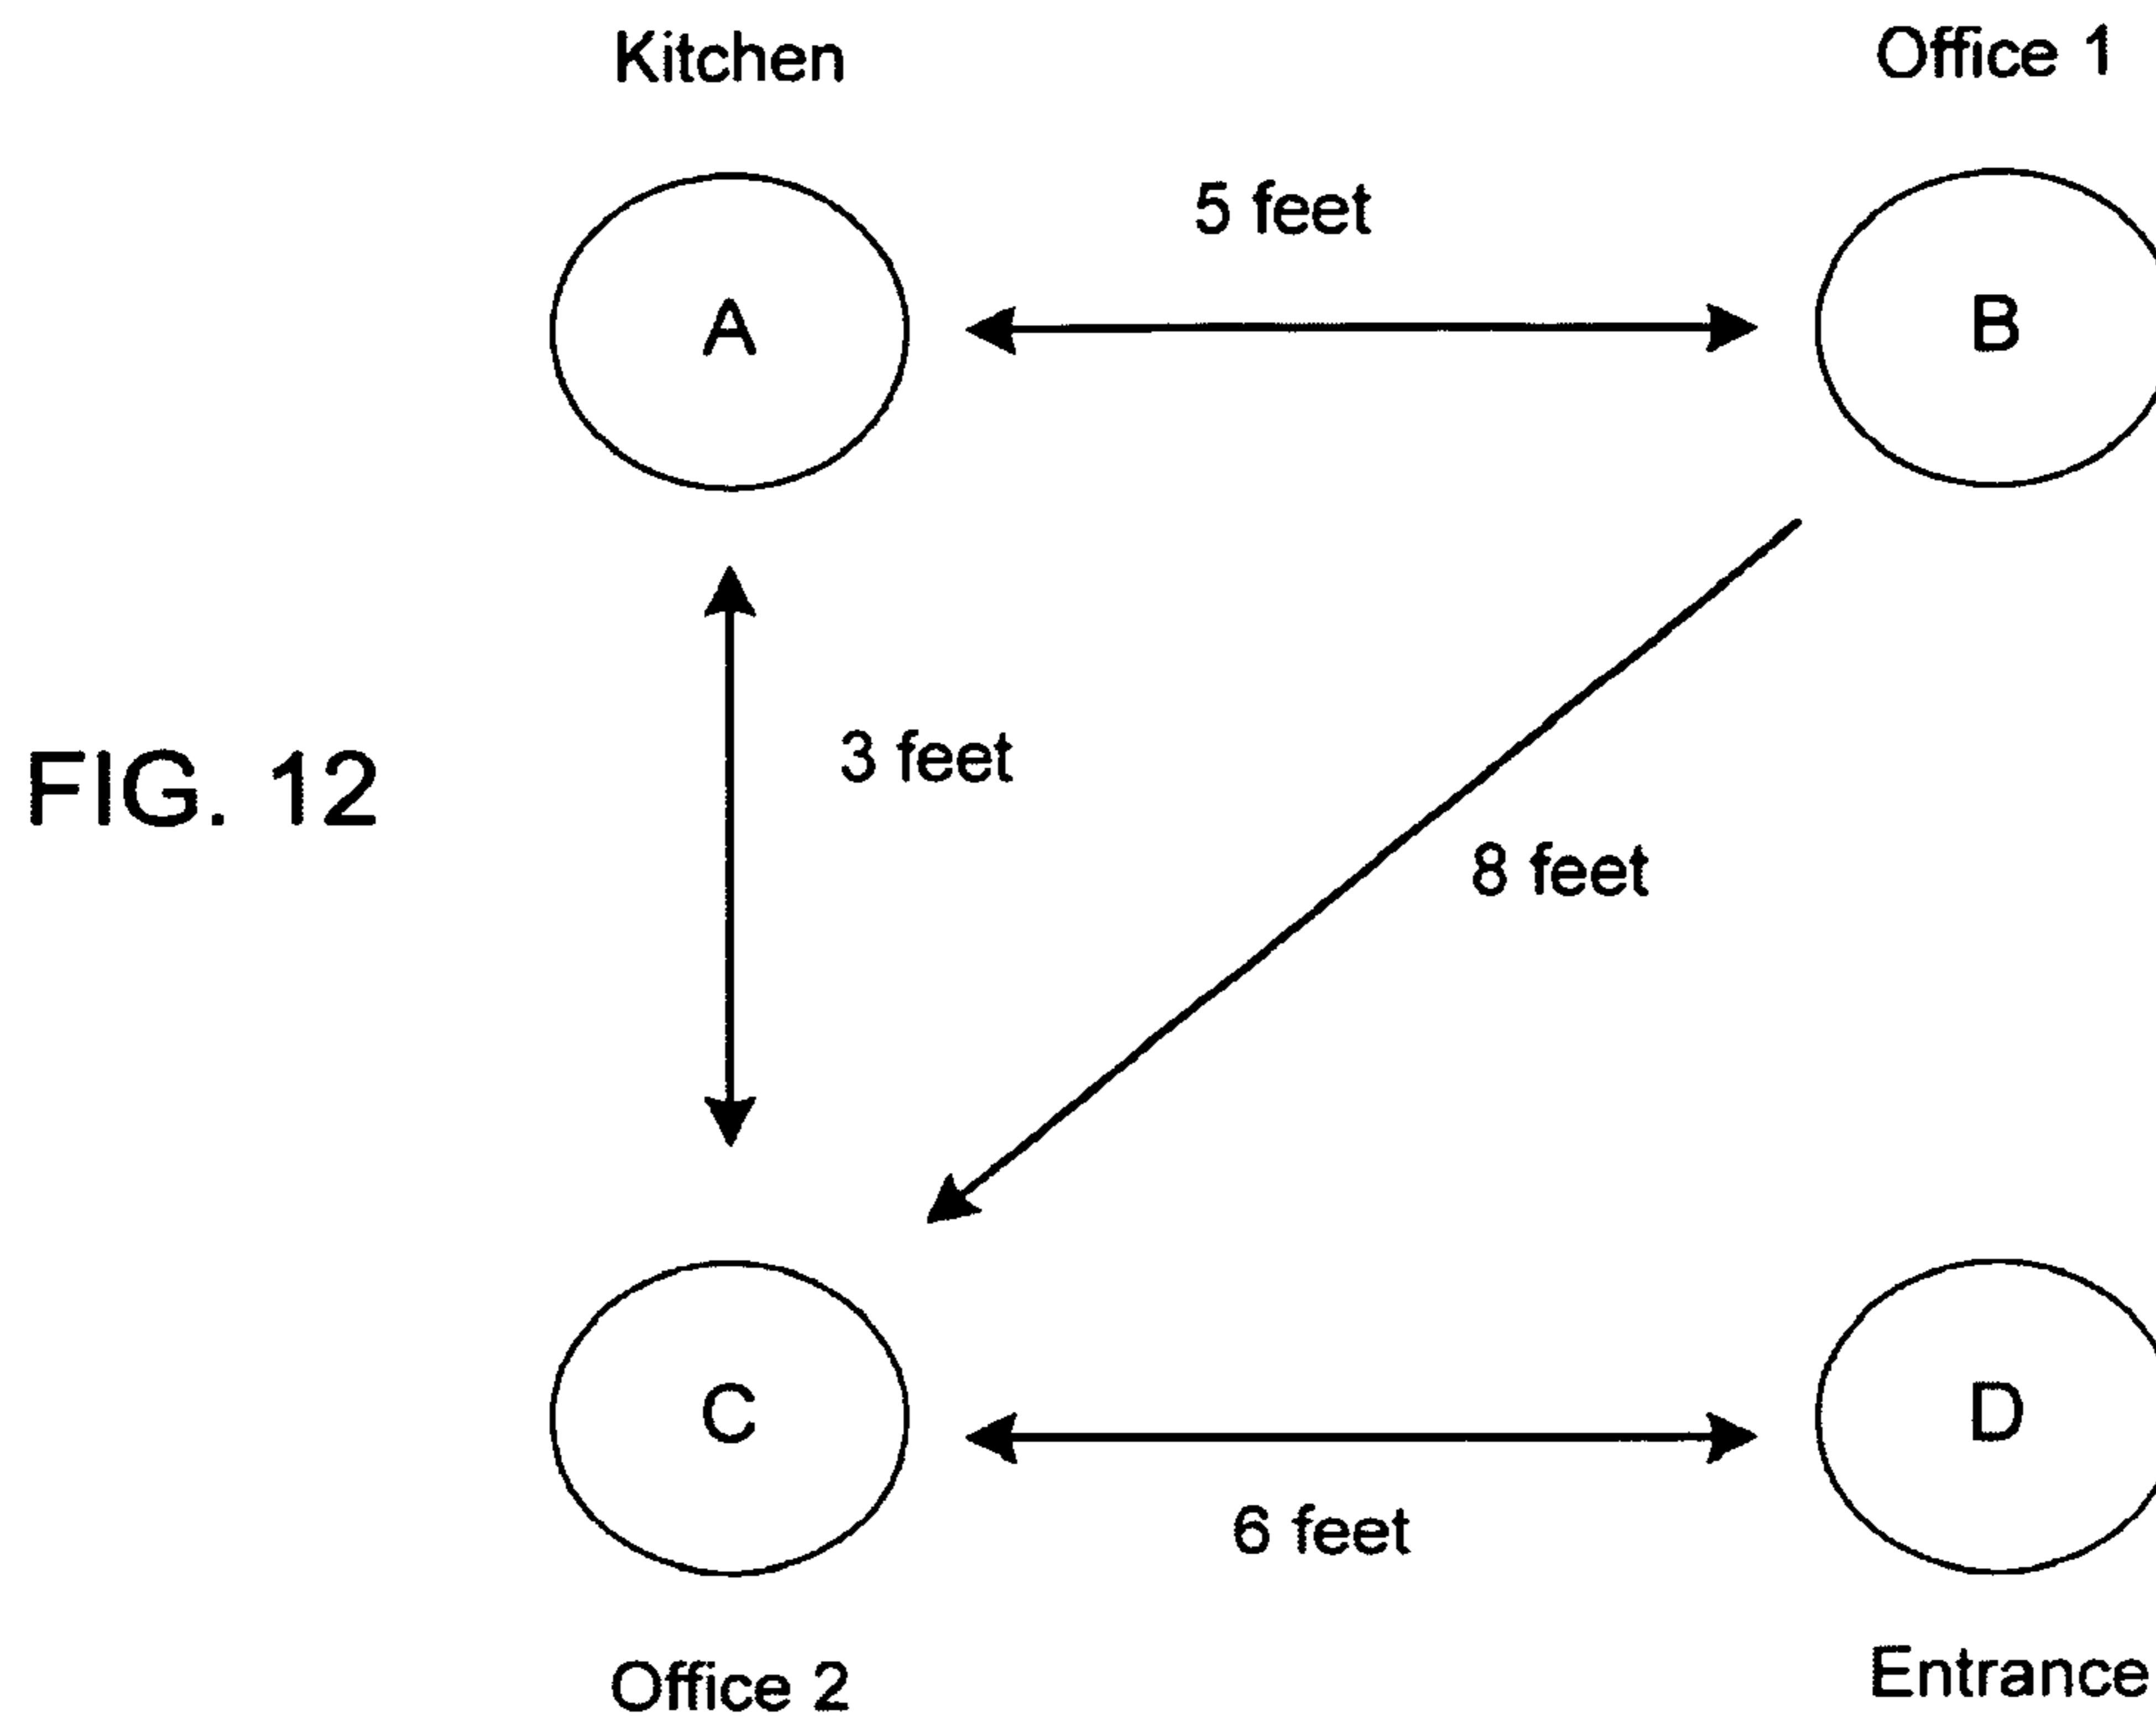 Kitchen
Office 1
5 feet
A
B
3 feet
FIG. 12
8 feet
C
D
6 feet
Office 2
Entrance